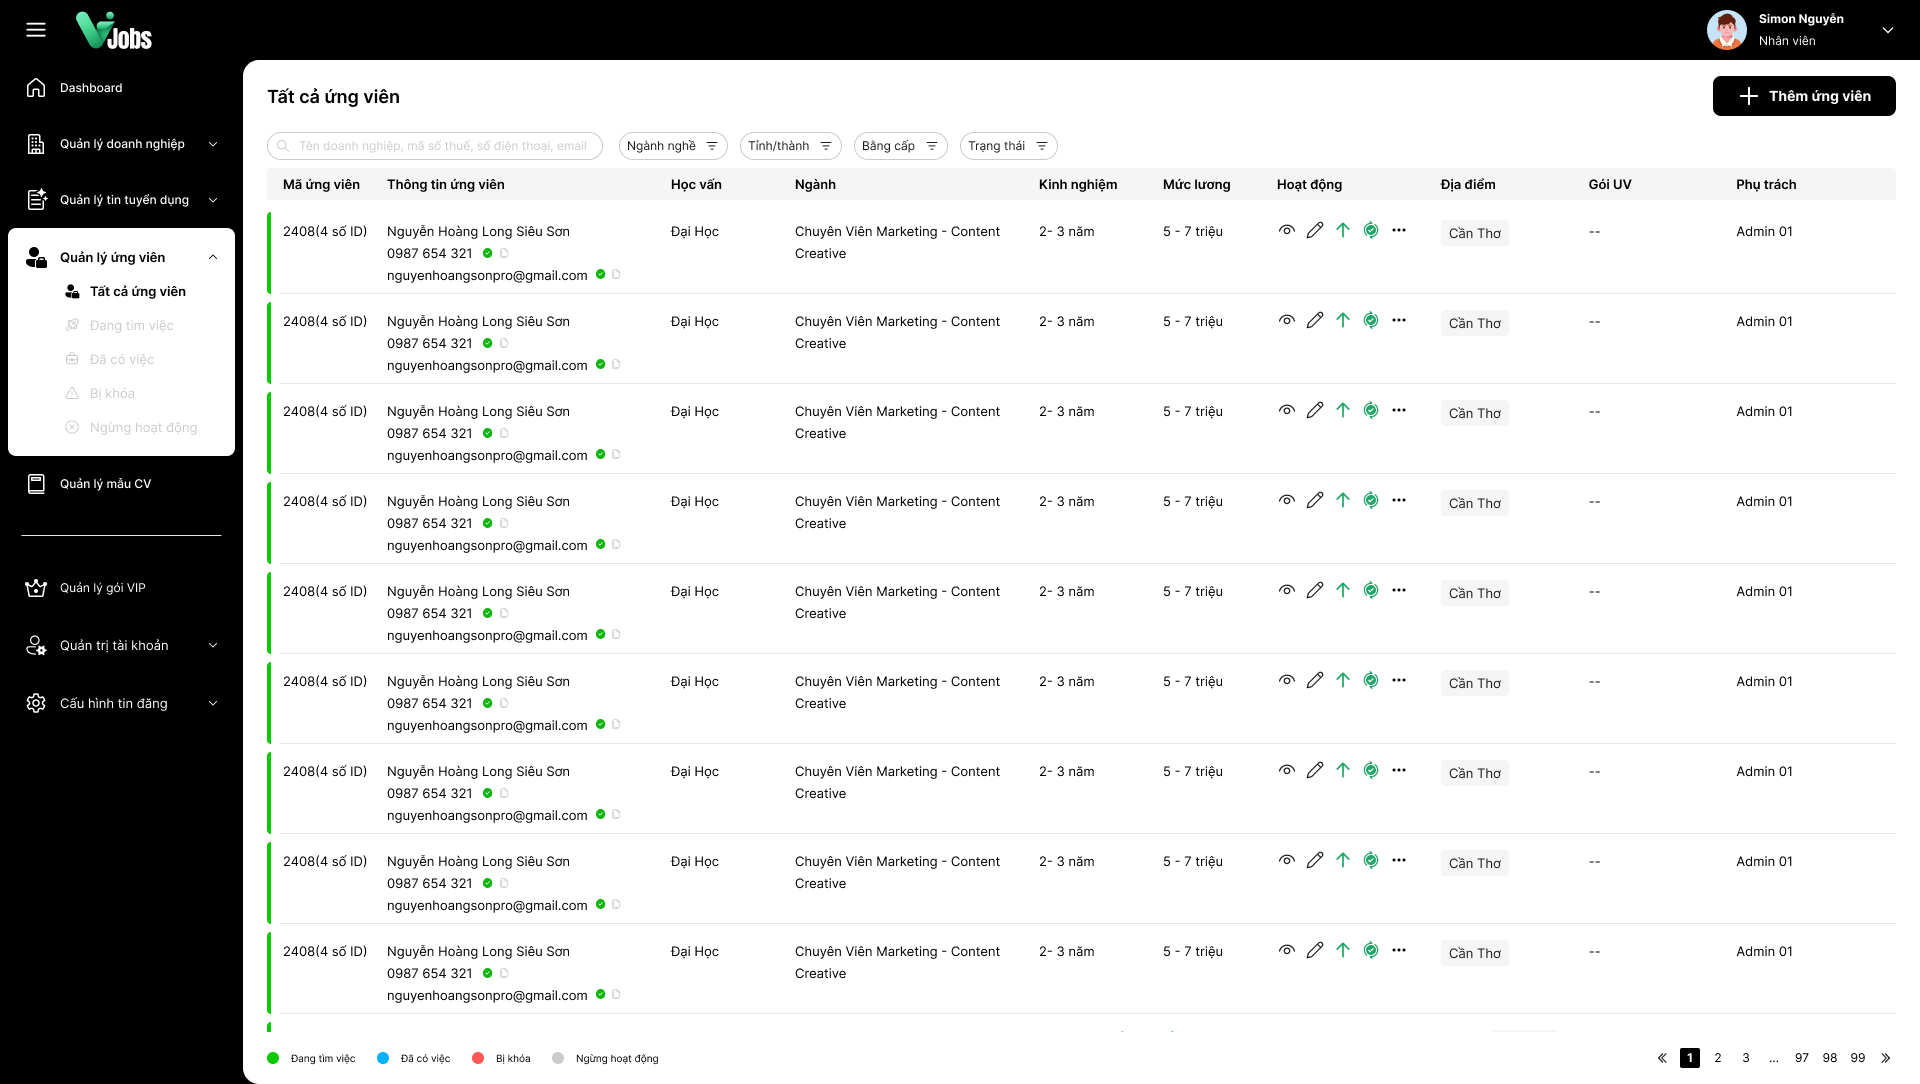 VJobs
Simon Nguyễn
Nhân viên
Dashboard
Quản lý doanh nghiệp
Quản lý tin tuyển dụng
Quản lý ứng viên
Tất cả ứng viên
Đang tìm việc
Đã có việc
Bị khóa
Ngừng hoạt động
Quản lý mẫu CV
Quản lý gói VIP
Quản trị tài khoản
Cấu hình tin đăng
Tất cả ứng viên
Thêm ứng viên
Tên doanh nghiệp, mã số thuế, số điện thoại, email Ngành nghề Tỉnh/thành Bằng cấp Trạng thái
Mã ứng viên Thông tin ứng viên Học vấn Ngành Kinh nghiệm Mức lương Hoạt động Địa điểm Gói UV Phụ trách
2408(4 số ID) Nguyễn Hoàng Long Siêu Sơn Đại Học Chuyên Viên Marketing - Content 2- 3 năm 5 - 7 triệu Cần Thơ -- Admin 01
0987 654 321 Creative
nguyenhoangsonpro@gmail.com
2408(4 số ID) Nguyễn Hoàng Long Siêu Sơn Đại Học Chuyên Viên Marketing - Content 2- 3 năm 5 - 7 triệu Cần Thơ -- Admin 01
0987 654 321 Creative
nguyenhoangsonpro@gmail.com
2408(4 số ID) Nguyễn Hoàng Long Siêu Sơn Đại Học Chuyên Viên Marketing - Content 2- 3 năm 5 - 7 triệu Cần Thơ -- Admin 01
0987 654 321 Creative
nguyenhoangsonpro@gmail.com
2408(4 số ID) Nguyễn Hoàng Long Siêu Sơn Đại Học Chuyên Viên Marketing - Content 2- 3 năm 5 - 7 triệu Cần Thơ -- Admin 01
0987 654 321 Creative
nguyenhoangsonpro@gmail.com
2408(4 số ID) Nguyễn Hoàng Long Siêu Sơn Đại Học Chuyên Viên Marketing - Content 2- 3 năm 5 - 7 triệu Cần Thơ -- Admin 01
0987 654 321 Creative
nguyenhoangsonpro@gmail.com
2408(4 số ID) Nguyễn Hoàng Long Siêu Sơn Đại Học Chuyên Viên Marketing - Content 2- 3 năm 5 - 7 triệu Cần Thơ -- Admin 01
0987 654 321 Creative
nguyenhoangsonpro@gmail.com
2408(4 số ID) Nguyễn Hoàng Long Siêu Sơn Đại Học Chuyên Viên Marketing - Content 2- 3 năm 5 - 7 triệu Cần Thơ -- Admin 01
0987 654 321 Creative
nguyenhoangsonpro@gmail.com
2408(4 số ID) Nguyễn Hoàng Long Siêu Sơn Đại Học Chuyên Viên Marketing - Content 2- 3 năm 5 - 7 triệu Cần Thơ -- Admin 01
0987 654 321 Creative
nguyenhoangsonpro@gmail.com
2408(4 số ID) Nguyễn Hoàng Long Siêu Sơn Đại Học Chuyên Viên Marketing - Content 2- 3 năm 5 - 7 triệu Cần Thơ -- Admin 01
0987 654 321 Creative
nguyenhoangsonpro@gmail.com
Đang tìm việc Đã có việc Bị khóa Ngừng hoạt động
« 1 2 3 ... 97 98 99 »